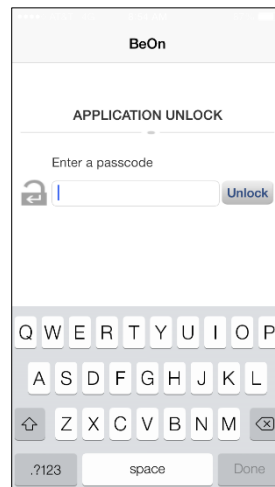 BeOn
APPLICATION UNLOCK
Enter a passcode
Unlock
Q W E R T Y U I O P
A S D F G H J K L
Z X C V B N M
.?123 space Done